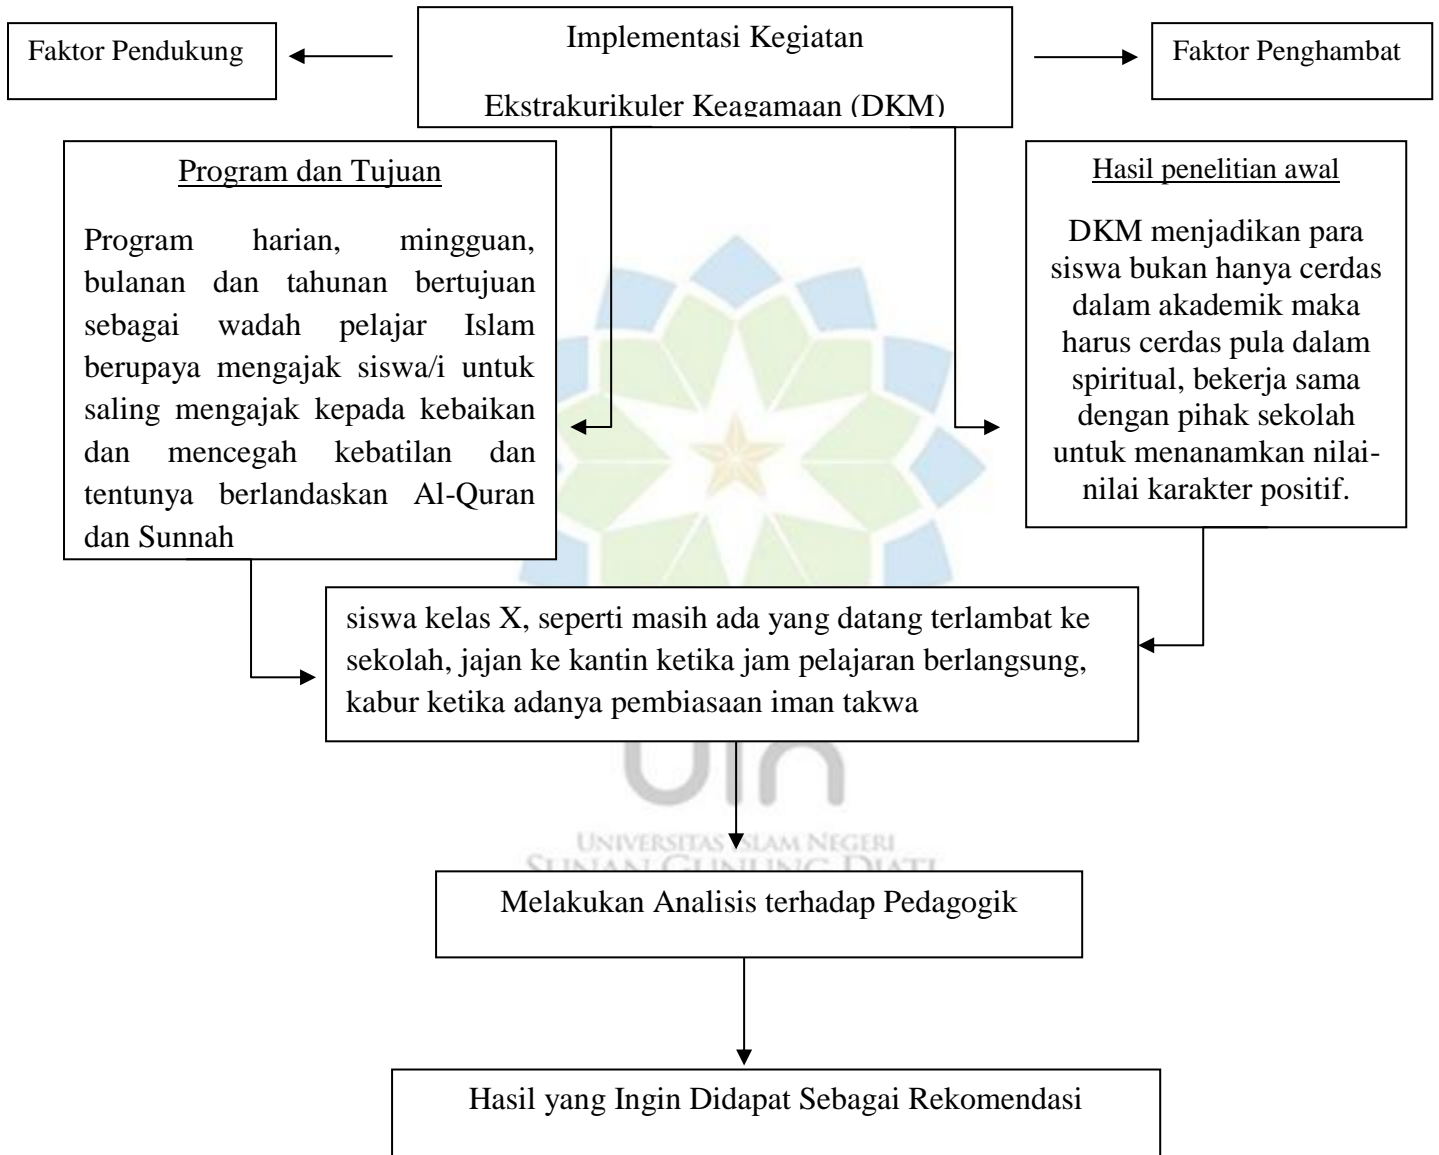 Faktor Pendukung
Implementasi Kegiatan
Ekstrakurikuler Keagamaan (DKM)
Faktor Penghambat
Program dan Tujuan
Program harian, mingguan,
bulanan dan tahunan bertujuan
sebagai wadah pelajar Islam
berupaya mengajak siswa/i untuk
saling mengajak kepada kebaikan
dan mencegah kebatilan dan
tentunya berlandaskan Al-Quran
dan Sunnah
Hasil penelitian awal
DKM menjadikan para
siswa bukan hanya cerdas
dalam akademik maka
harus cerdas pula dalam
spiritual, bekerja sama
dengan pihak sekolah
untuk menanamkan nilai-
nilai karakter positif.
siswa kelas X, seperti masih ada yang datang terlambat ke
sekolah, jajan ke kantin ketika jam pelajaran berlangsung,
kabur ketika adanya pembiasaan iman takwa
uin
UNIVERSITAS ISLAM NEGERI
SUNAN GUNUNG DJATI
Melakukan Analisis terhadap Pedagogik
Hasil yang Ingin Didapat Sebagai Rekomendasi